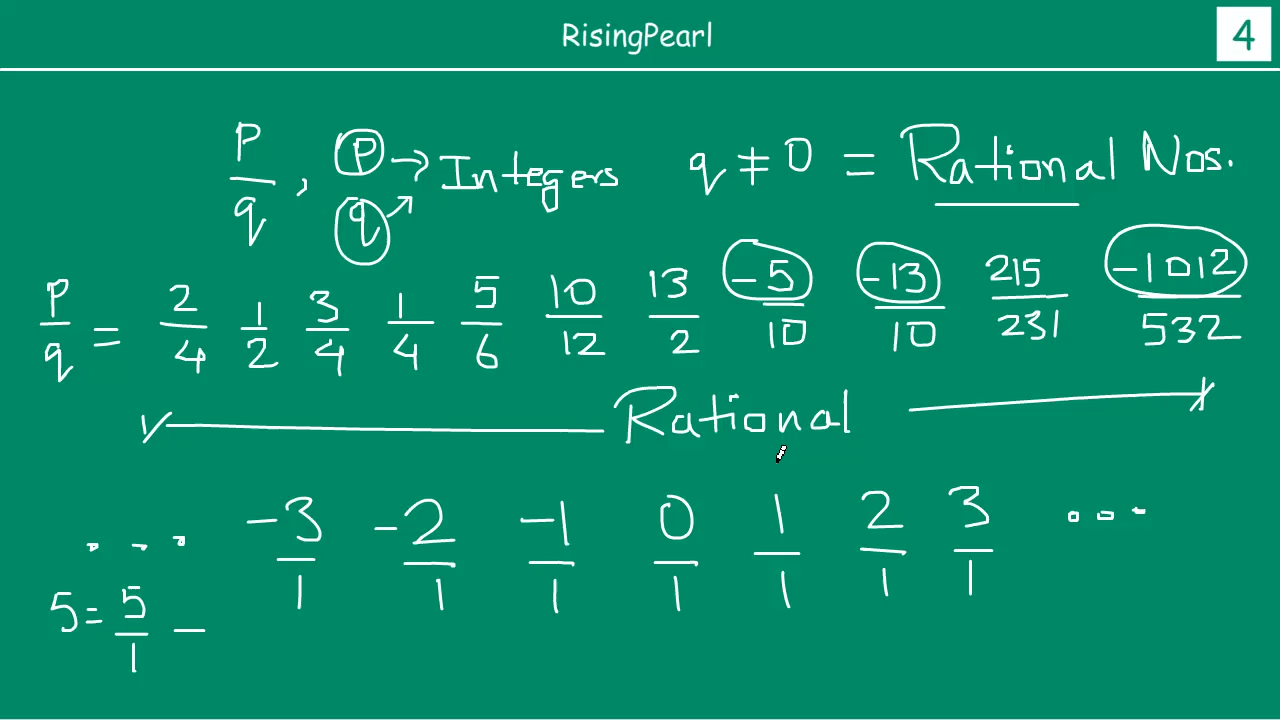 RisingPearl 4
p/q , p → Integers q ≠ 0 = Rational Nos.
q ↗
p/q = 2/4 1/2 3/4 1/4 5/6 10/12 13/2 -5/10 -13/10 215/231 -1012/532
Rational
... -3/1 -2/1 -1/1 0/1 1/1 2/1 3/1 ...
5 = 5/1 —